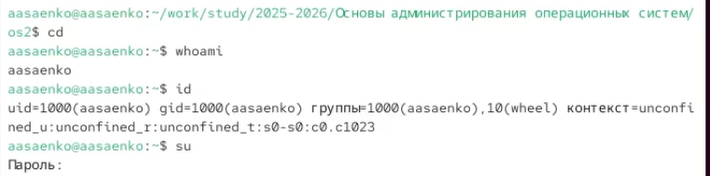 aasaenko@aasaenko:~/work/study/2025-2026/Основы администрирования операционных систем/
os2$ cd
aasaenko@aasaenko:~$ whoami
aasaenko
aasaenko@aasaenko:~$ id
uid=1000(aasaenko) gid=1000(aasaenko) группы=1000(aasaenko),10(wheel) контекст=unconfi
ned_u:unconfined_r:unconfined_t:s0-s0:c0.c1023
aasaenko@aasaenko:~$ su
Пароль: